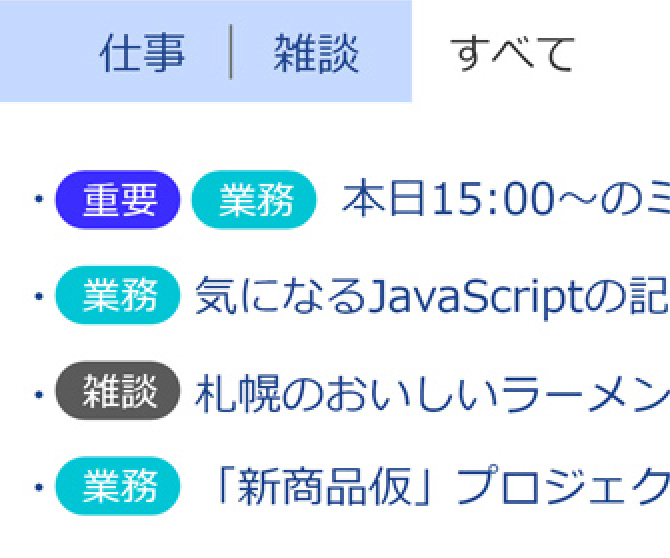 仕事 | 雑談 すべて
・重要 業務 本日15:00～のミ
・業務 気になるJavaScriptの記
・雑談 札幌のおいしいラーメン
・業務 「新商品仮」プロジェク